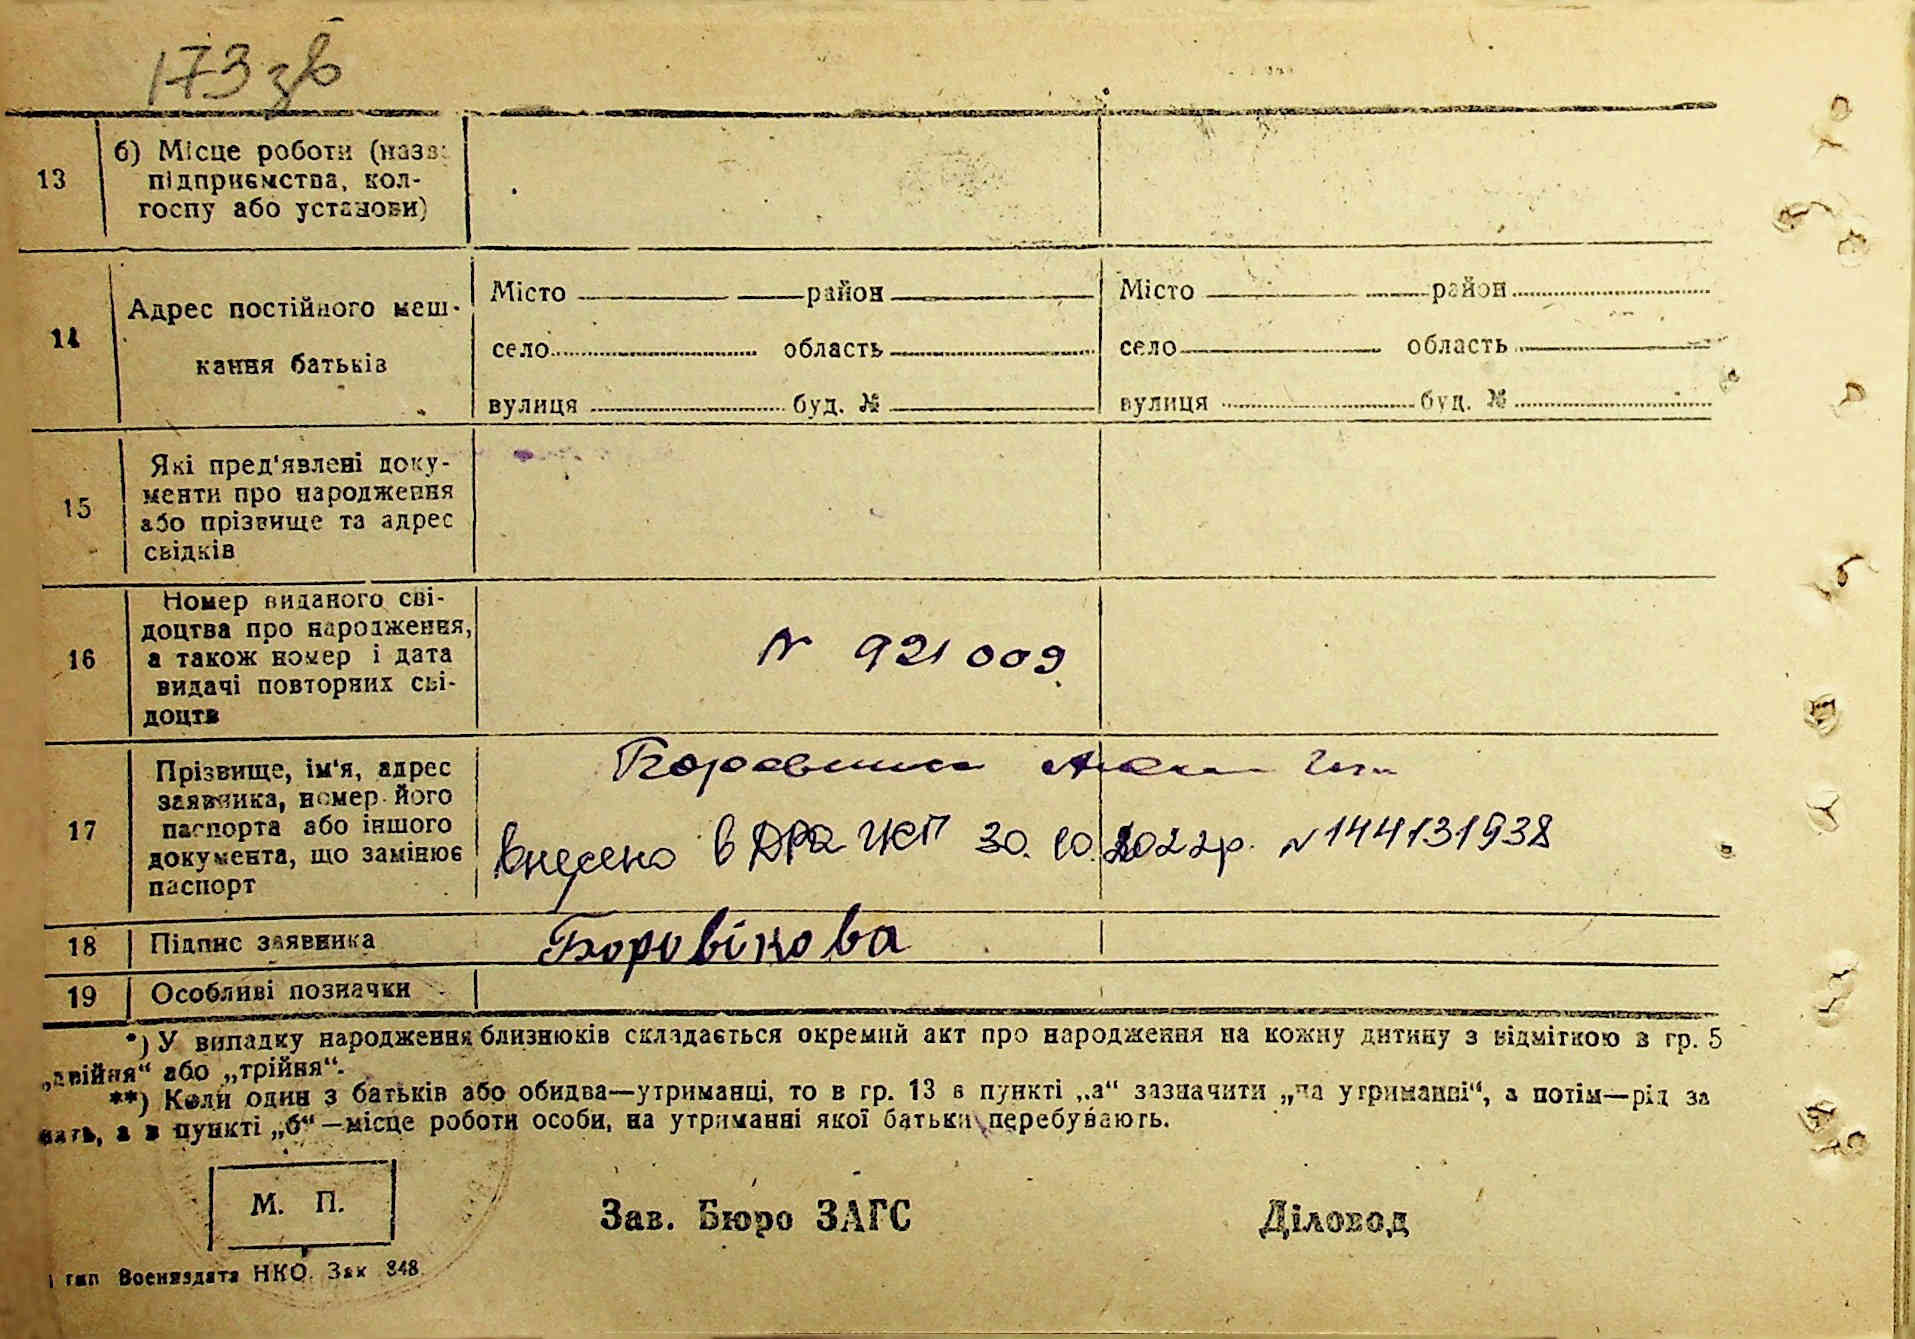 173 зв
13
б) Місце роботи (назва
підприємства, кол-
госпу або установи)
14
Адрес постійного меш-
кання батьків
Місто район
село область
вулиця буд. №
Місто район
село область
вулиця буд. №
15
Які пред'явлені доку-
менти про народження
або прізвище та адрес
свідків
16
Номер виданого сві-
доцтва про народження,
а також номер і дата
видачі повторних сві-
доцтв
N 921009
17
Прізвище, ім'я, адрес
заявника, номер його
паспорта або іншого
документа, що замінює
паспорт
внесено в 30.10.2022р. N144131938
18
Підпис заявника
Боровікова
19
Особливі позначки
*) У випадку народження близнюків складається окремий акт про народження на кожну дитину з відміткою в гр. 5
„двійня“ або „трійня“.
**) Коли один з батьків або обидва—утриманці, то в гр. 13 в пункті „а“ зазначити „на утриманні“, а потім—рід за
нять, а в пункті „б“—місце роботи особи, на утриманні якої батьки перебувають.
М. П.
Зав. Бюро ЗАГС
Діловод
1 тип Воениздата НКО. Зак 348